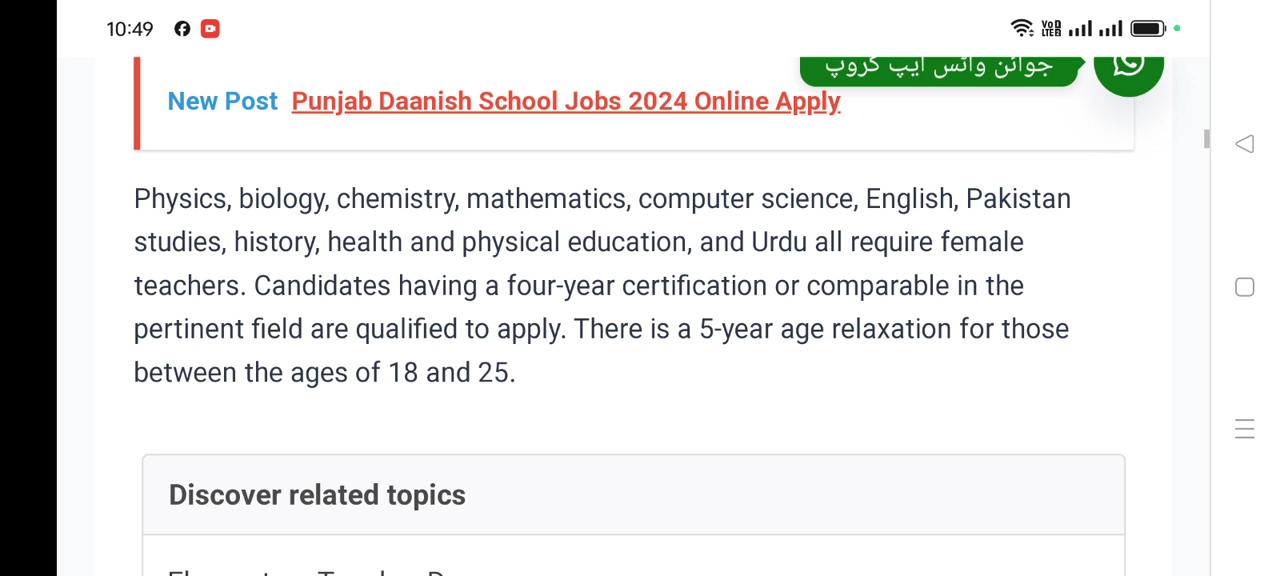 10:49
VoD LTED
جوائن واٹس ایپ گروپ
New Post Punjab Daanish School Jobs 2024 Online Apply
Physics, biology, chemistry, mathematics, computer science, English, Pakistan
studies, history, health and physical education, and Urdu all require female
teachers. Candidates having a four-year certification or comparable in the
pertinent field are qualified to apply. There is a 5-year age relaxation for those
between the ages of 18 and 25.
Discover related topics